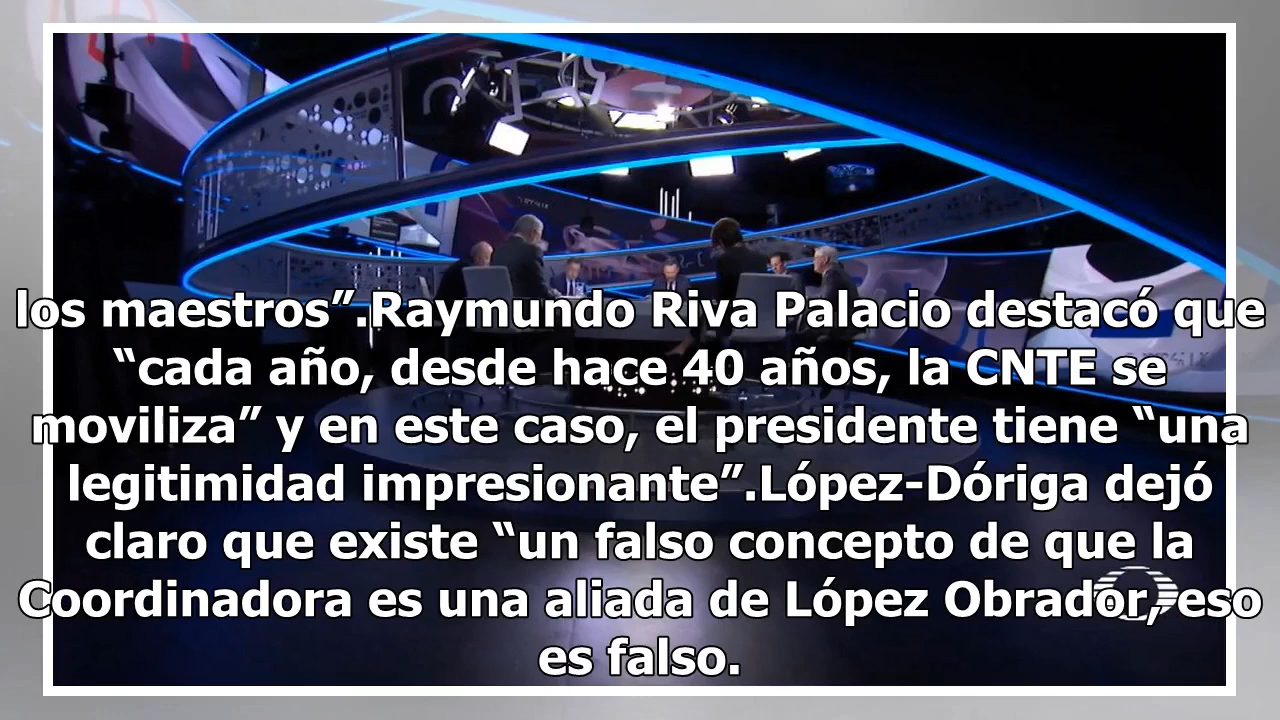 los maestros”.Raymundo Riva Palacio destacó que
“cada año, desde hace 40 años, la CNTE se
moviliza” y en este caso, el presidente tiene “una
legitimidad impresionante”.López-Dóriga dejó
claro que existe “un falso concepto de que la
Coordinadora es una aliada de López Obrador, eso
es falso.